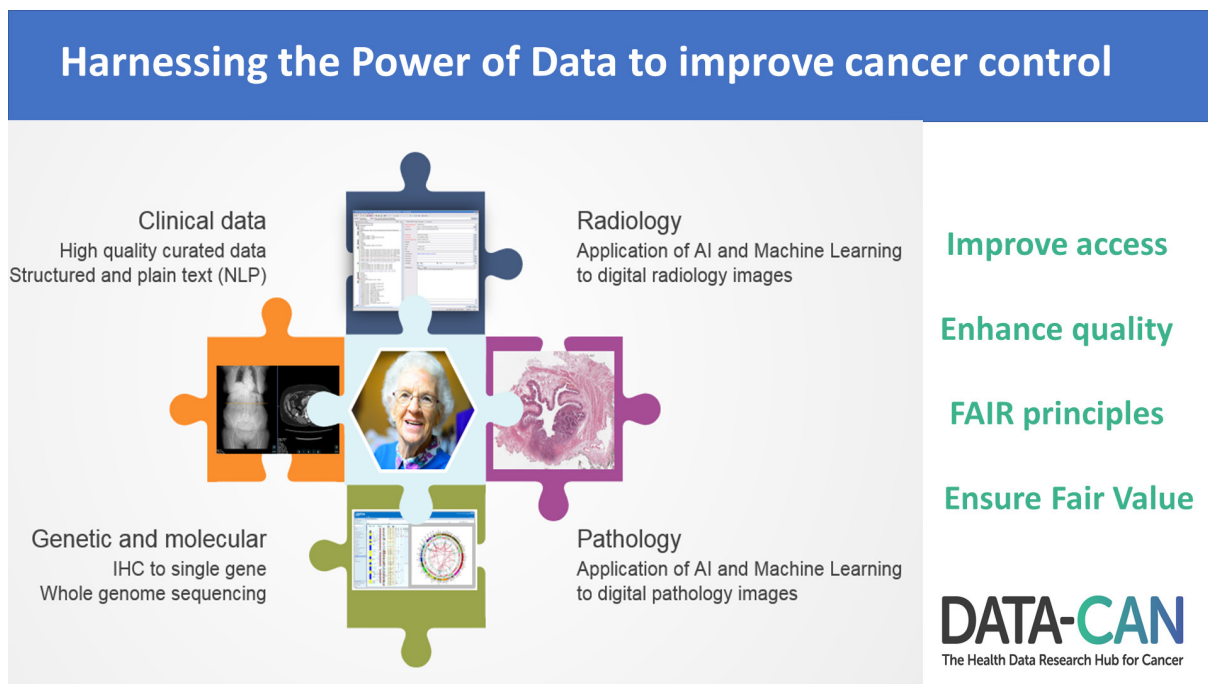 Harnessing the Power of Data to improve cancer control
Clinical data
High quality curated data
Structured and plain text (NLP)
Radiology
Application of AI and Machine Learning
to digital radiology images
Genetic and molecular
IHC to single gene
Whole genome sequencing
Pathology
Application of AI and Machine Learning
to digital pathology images
Improve access
Enhance quality
FAIR principles
Ensure Fair Value
DATA-CAN
The Health Data Research Hub for Cancer